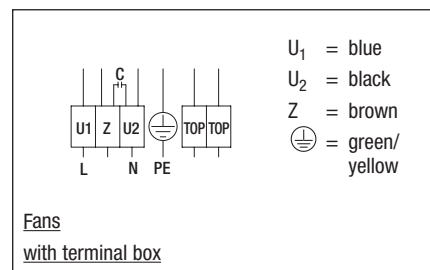 C
U1 Z U2 TOP TOP
L N PE
U₁ = blue
U₂ = black
Z = brown
⏚ = green/
yellow
Fans
with terminal box